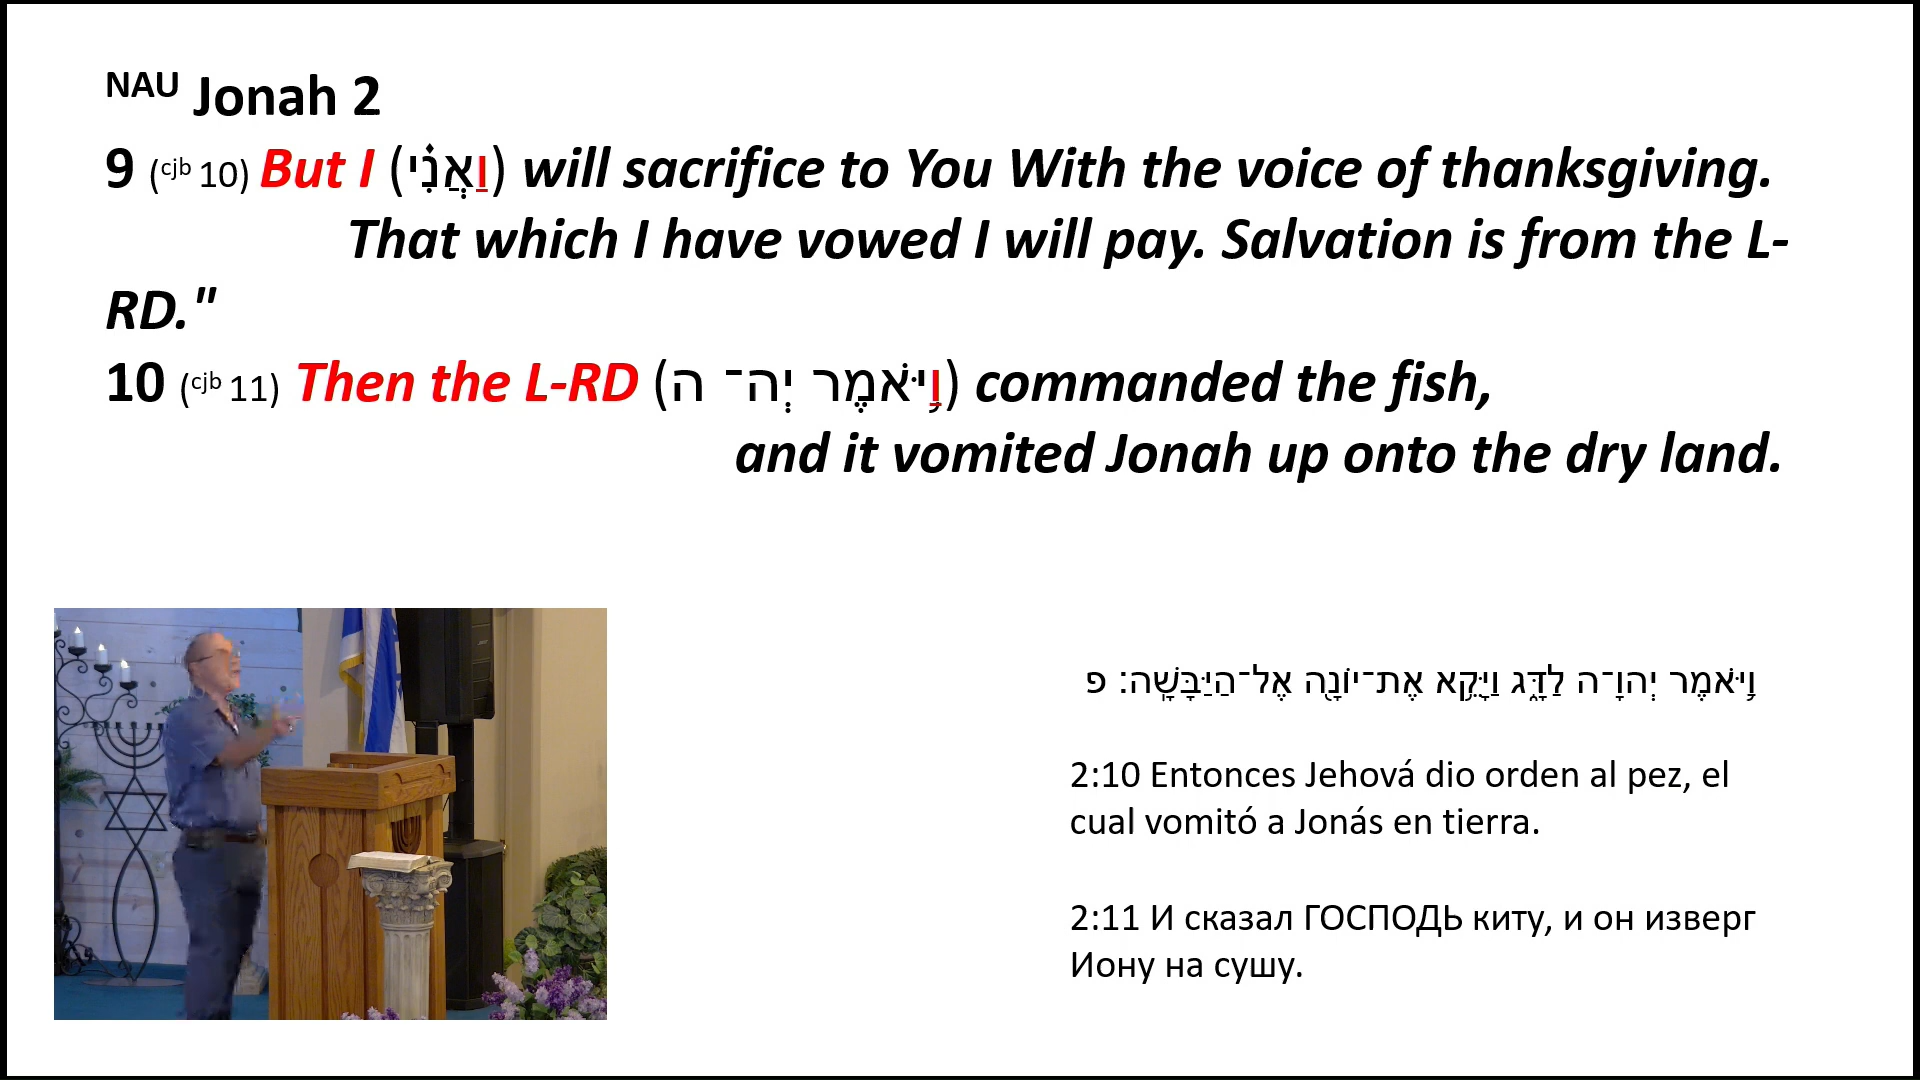 NAU Jonah 2
9 (cjb 10) But I (וַאֲנִ֗י) will sacrifice to You With the voice of thanksgiving.
That which I have vowed I will pay. Salvation is from the L-
RD."
10 (cjb 11) Then the L-RD (וַ֥יֹּאמֶר יְה־ ה) commanded the fish,
and it vomited Jonah up onto the dry land.
וַ֥יֹּאמֶר יְהוָ־ה לַדָּ֑ג וַיָּקֵ֥א אֶת־יוֹנָ֖ה אֶל־הַיַּבָּשָֽׁה׃ פ
2:10 Entonces Jehová dio orden al pez, el
cual vomitó a Jonás en tierra.
2:11 И сказал ГОСПОДЬ киту, и он изверг
Иону на сушу.